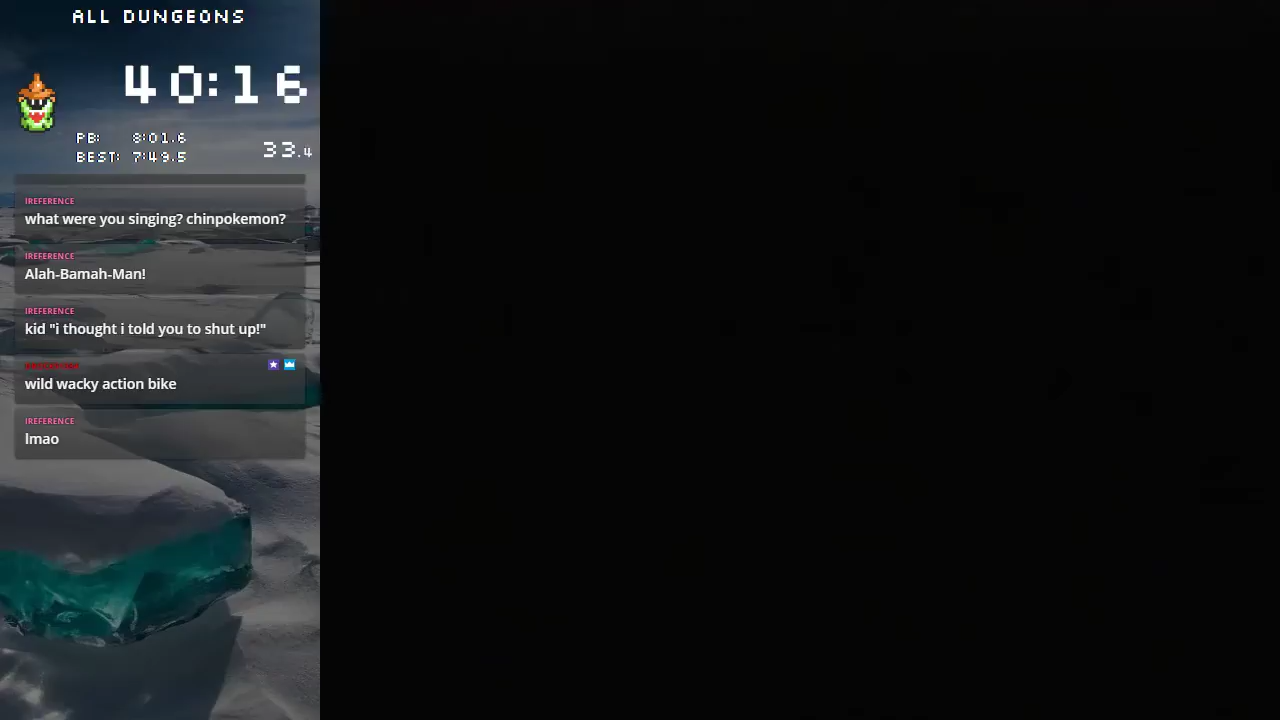 ALL DUNGEONS
40:16
PB: 8:01.6
BEST: 7:49.5
33.4
IREFERENCE
what were you singing? chinpokemon?
IREFERENCE
Alah-Bamah-Man!
IREFERENCE
kid "i thought i told you to shut up!"
wild wacky action bike
IREFERENCE
lmao